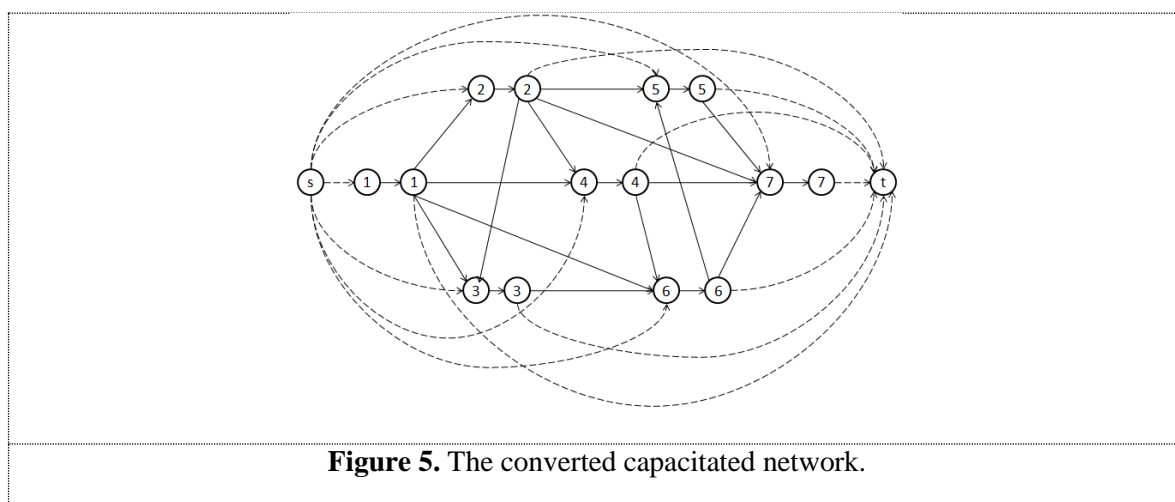 2 2 5 5
s 1 1 4 4 7 7 t
3 3 6 6
Figure 5. The converted capacitated network.